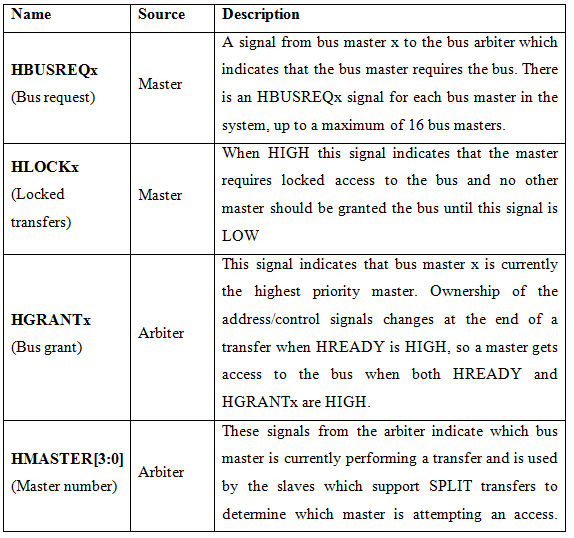 Name Source Description
HBUSREQx
(Bus request)
Master
A signal from bus master x to the bus arbiter which
indicates that the bus master requires the bus. There
is an HBUSREQx signal for each bus master in the
system, up to a maximum of 16 bus masters.
HLOCKx
(Locked
transfers)
Master
When HIGH this signal indicates that the master
requires locked access to the bus and no other
master should be granted the bus until this signal is
LOW
HGRANTx
(Bus grant)
Arbiter
This signal indicates that bus master x is currently
the highest priority master. Ownership of the
address/control signals changes at the end of a
transfer when HREADY is HIGH, so a master gets
access to the bus when both HREADY and
HGRANTx are HIGH.
HMASTER[3:0]
(Master number)
Arbiter
These signals from the arbiter indicate which bus
master is currently performing a transfer and is used
by the slaves which support SPLIT transfers to
determine which master is attempting an access.